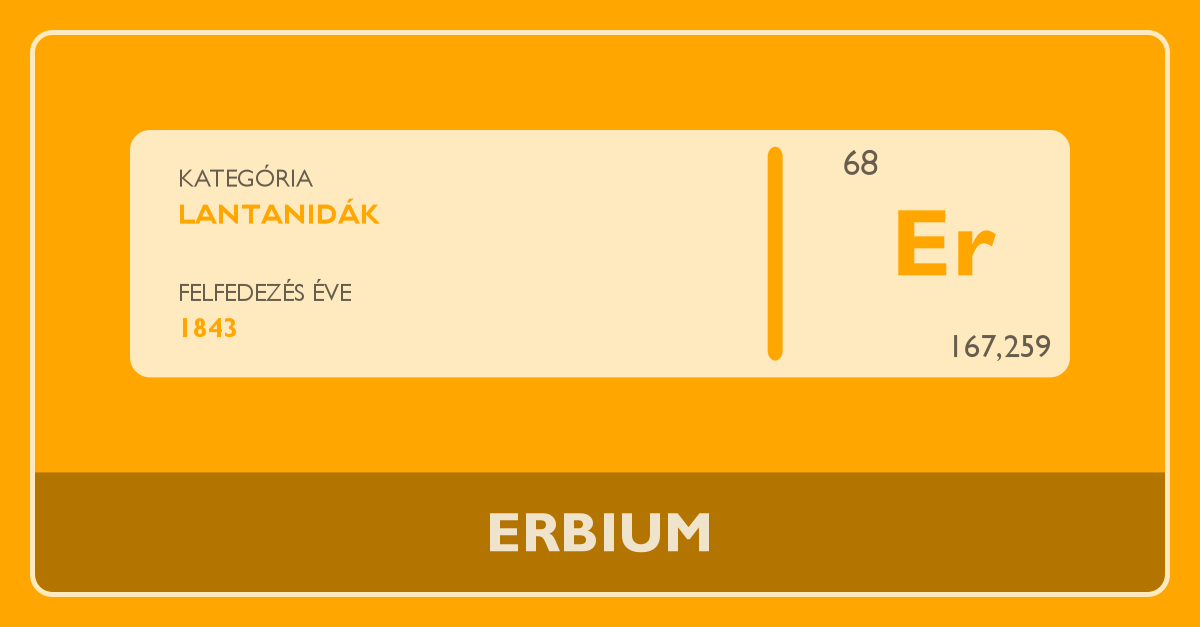 KATEGÓRIA
LANTANIDÁK
FELFEDEZÉS ÉVE
1843
68
Er
167,259
ERBIUM